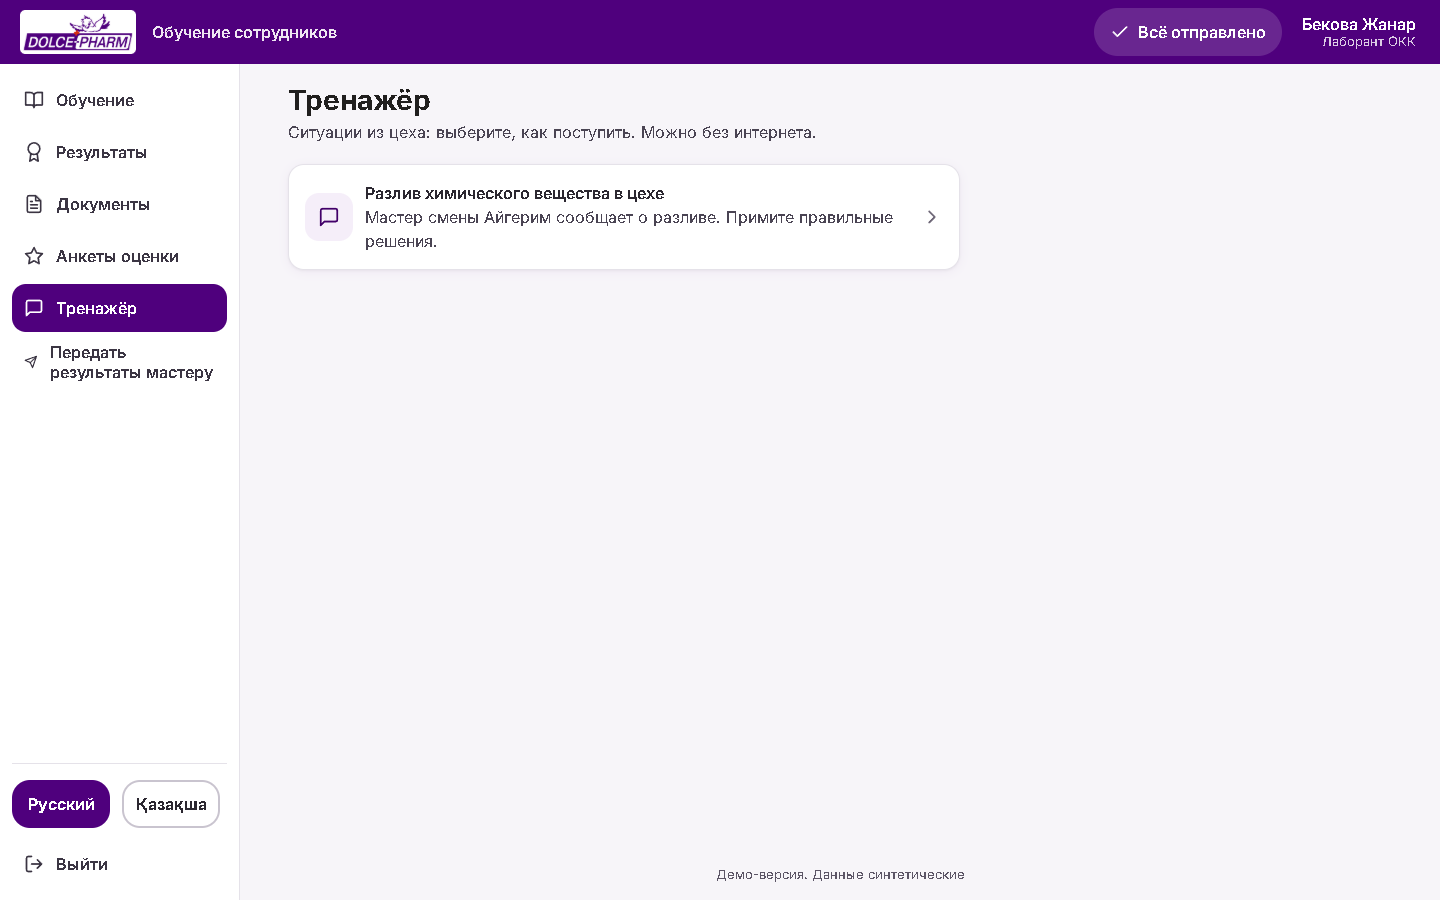 DOLCE-PHARM
Обучение сотрудников
Всё отправлено
Бекова Жанар
Лаборант ОКК
Обучение
Результаты
Документы
Анкеты оценки
Тренажёр
Передать
результаты мастеру
Русский
Қазақша
Выйти
Тренажёр
Ситуации из цеха: выберите, как поступить. Можно без интернета.
Разлив химического вещества в цехе
Мастер смены Айгерим сообщает о разливе. Примите правильные
решения.
Демо-версия. Данные синтетические